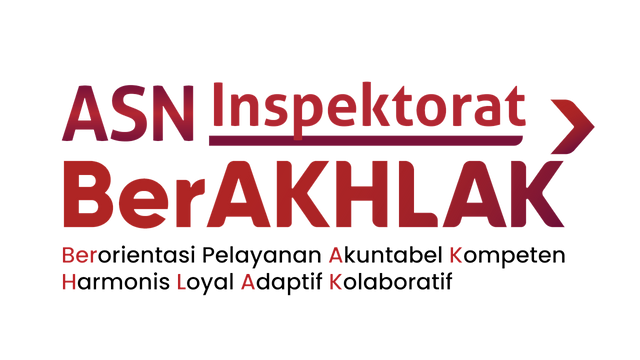 ASN Inspektorat
BerAKHLAK
Berorientasi Pelayanan Akuntabel Kompeten
Harmonis Loyal Adaptif Kolaboratif